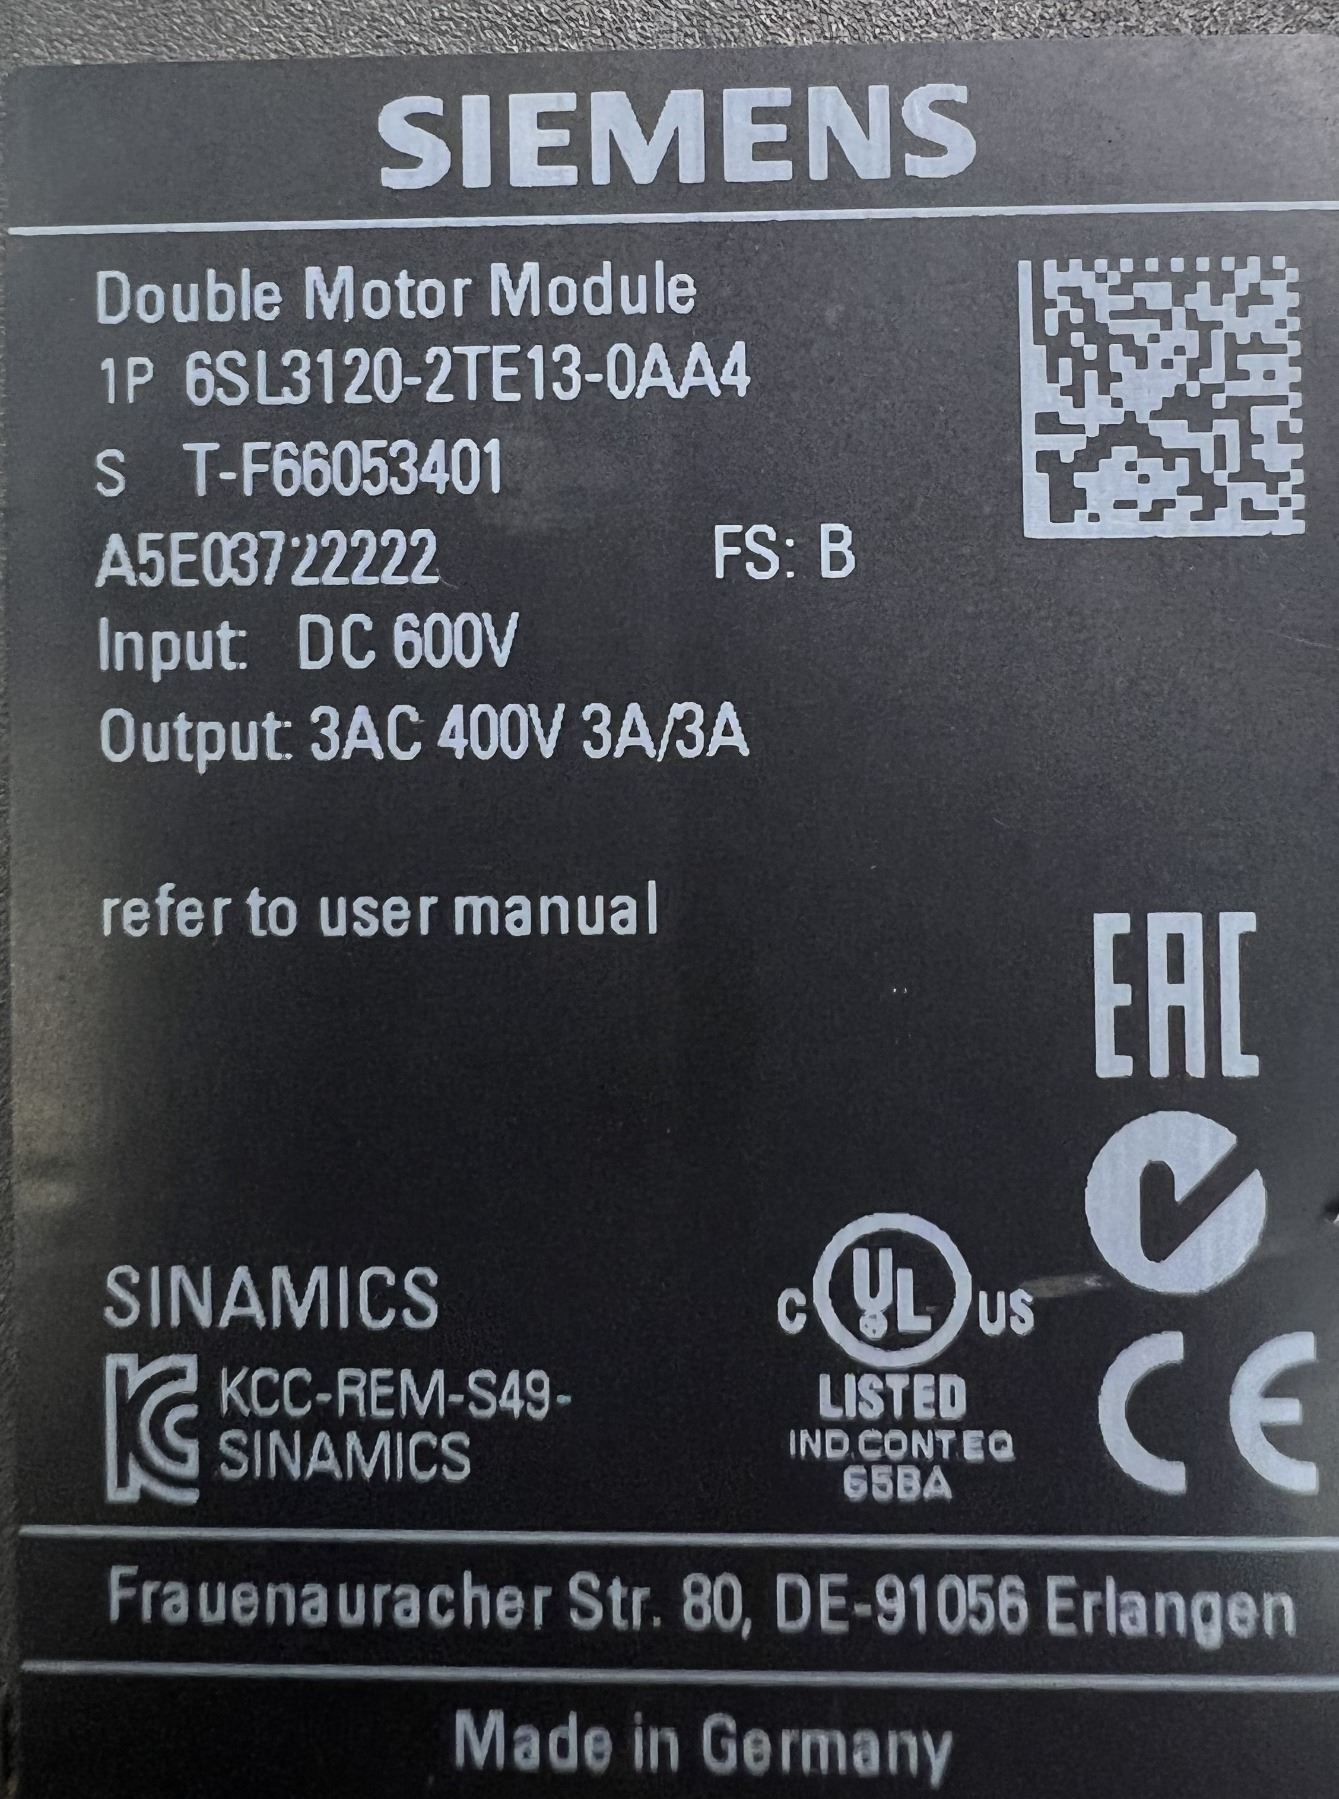 SIEMENS
Double Motor Module
1P 6SL3120-2TE13-0AA4
S T-F66053401
A5E03722222 FS: B
Input: DC 600V
Output: 3AC 400V 3A/3A
refer to user manual
EAC
SINAMICS
C UL US
LISTED
IND.CONT.EQ
65BA
KCC-REM-S49-
SINAMICS
CE
Frauenauracher Str. 80, DE-91056 Erlangen
Made in Germany